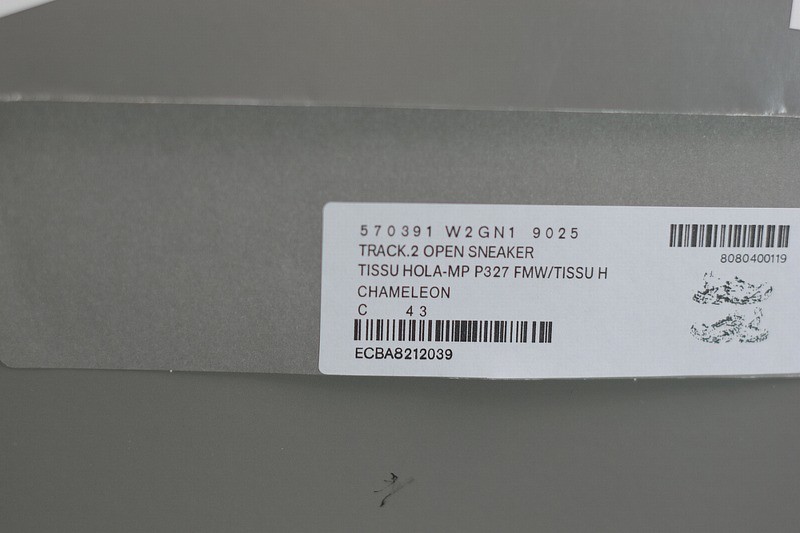 570391 W2GN1 9025
TRACK.2 OPEN SNEAKER
TISSU HOLA-MP P327 FMW/TISSU H
CHAMELEON
C 43
ECBA8212039
8080400119